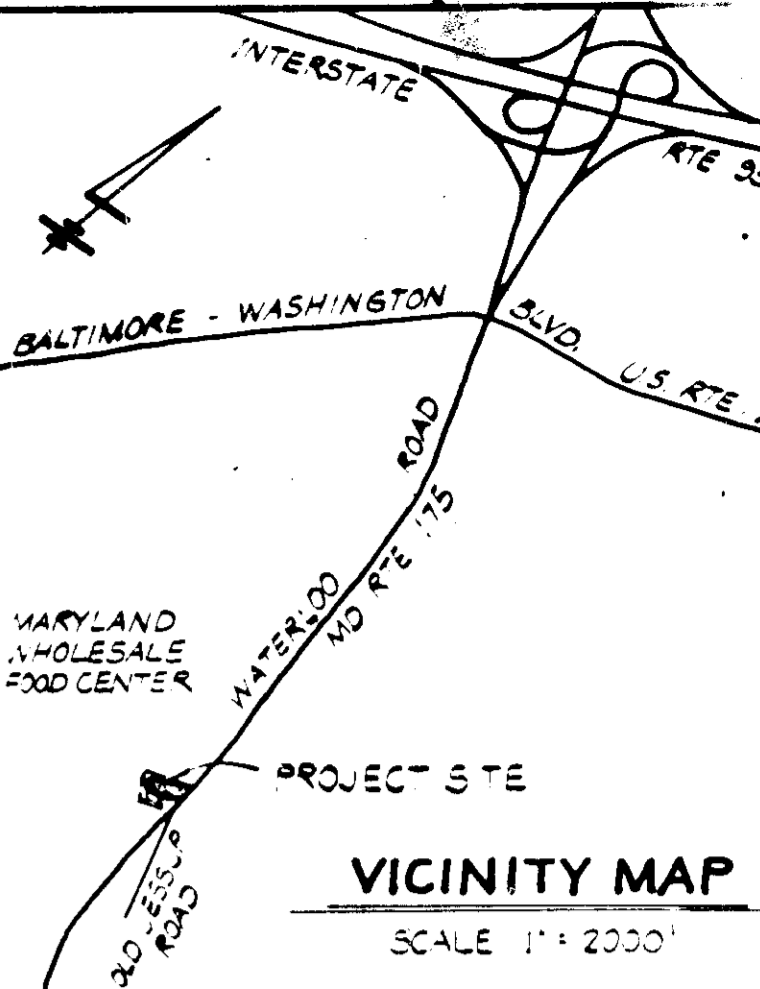 INTERSTATE
RTE 95
BALTIMORE - WASHINGTON
BLVD.
U.S. RTE.
ROAD
WATERLOO
MD RTE 175
MARYLAND
WHOLESALE
FOOD CENTER
PROJECT SITE
OLD JESSUP
ROAD
VICINITY MAP
SCALE 1" = 2000'